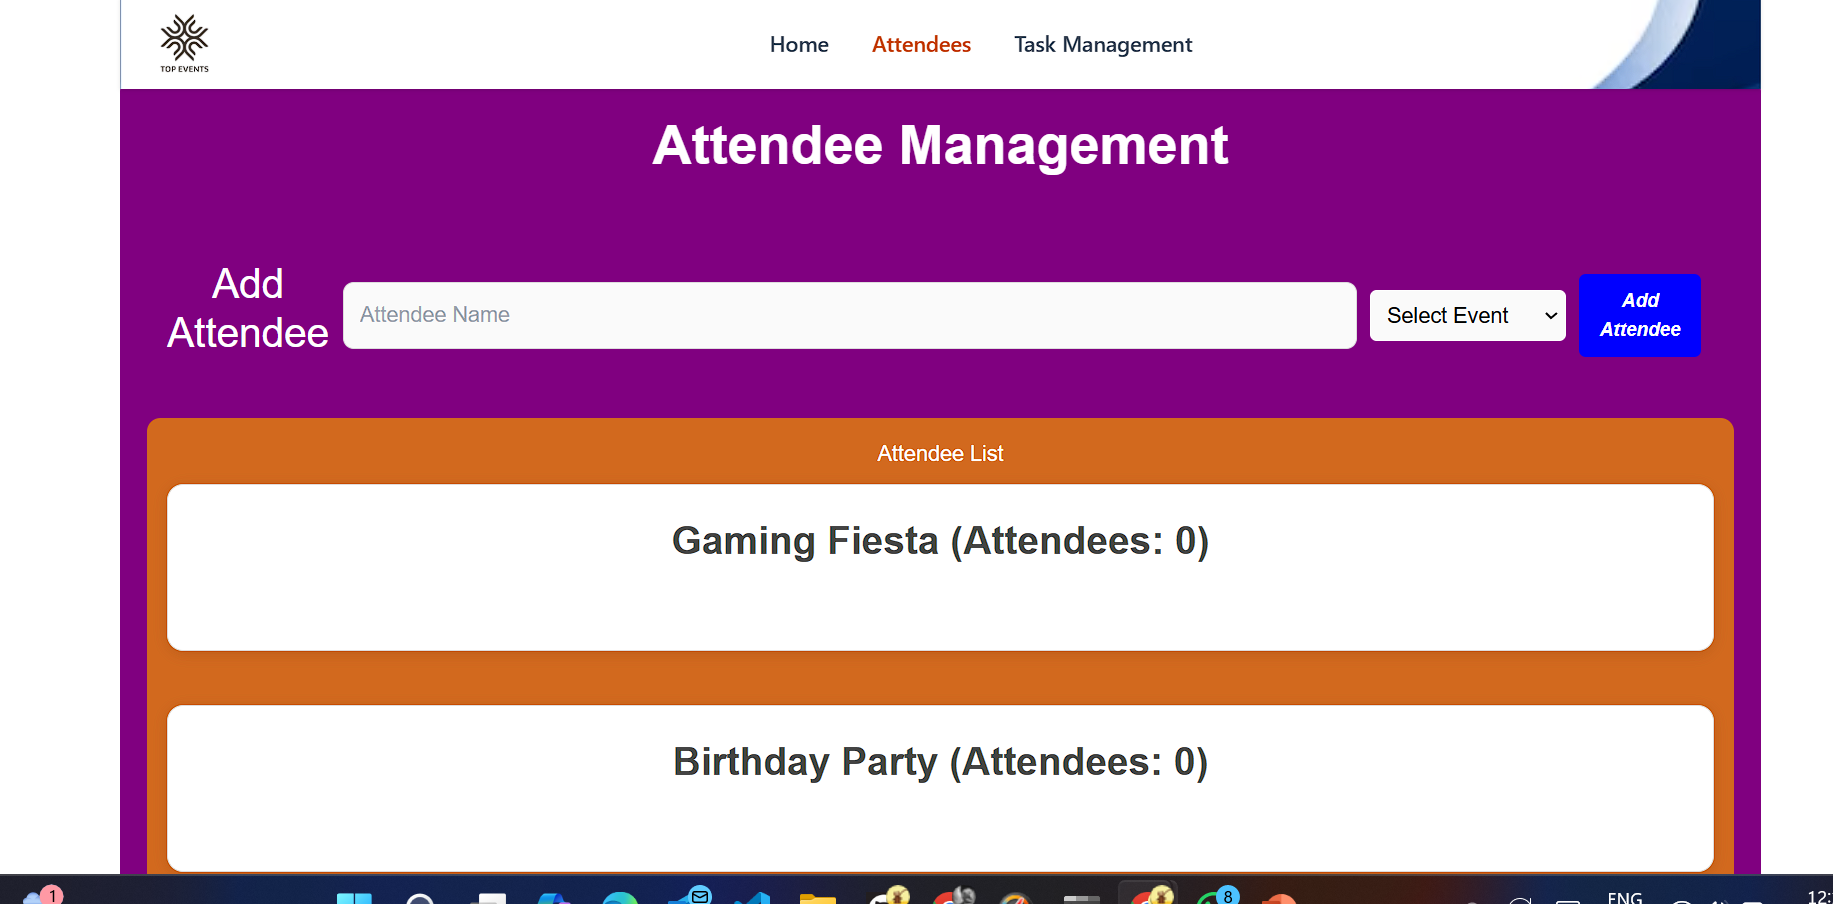 TOP EVENTS
Home
Attendees
Task Management
Attendee Management
Add
Attendee
Attendee Name
Select Event
Add
Attendee
Attendee List
Gaming Fiesta (Attendees: 0)
Birthday Party (Attendees: 0)
1
8
ENG
12: